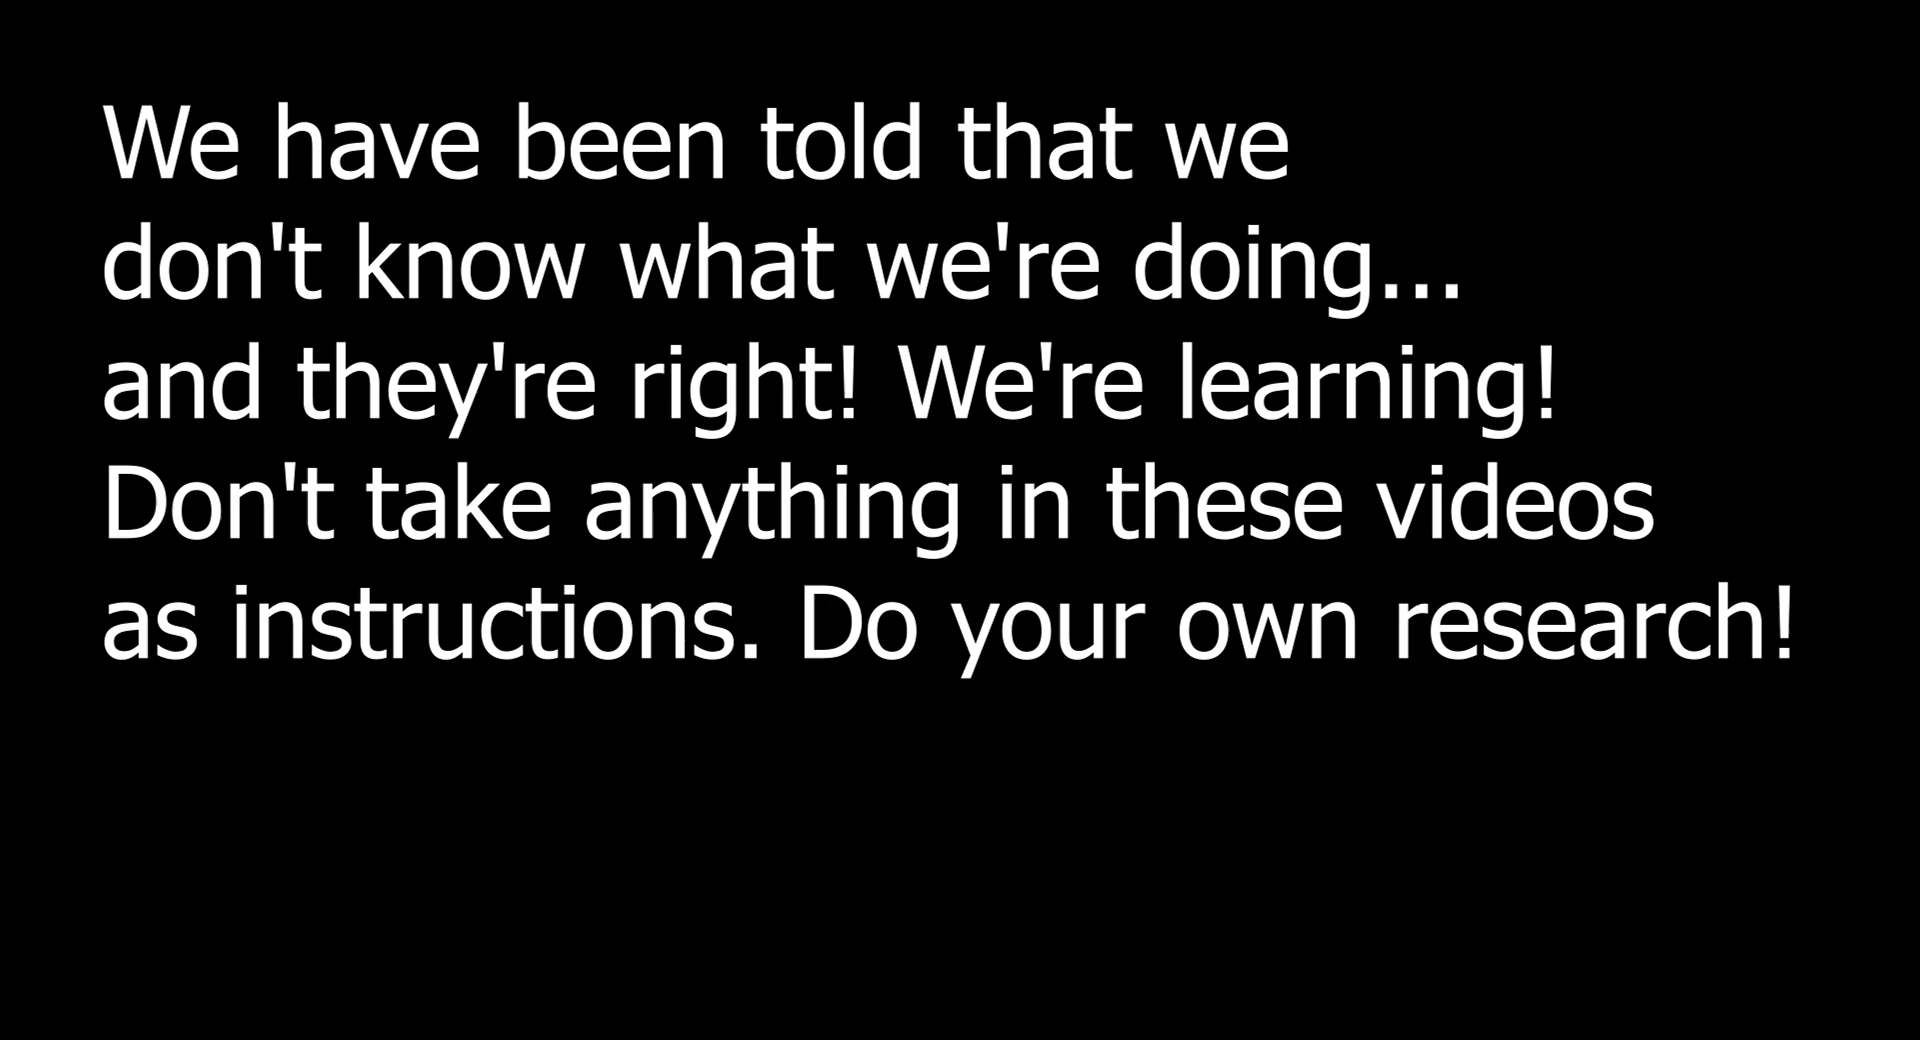 We have been told that we
don't know what we're doing...
and they're right! We're learning!
Don't take anything in these videos
as instructions. Do your own research!